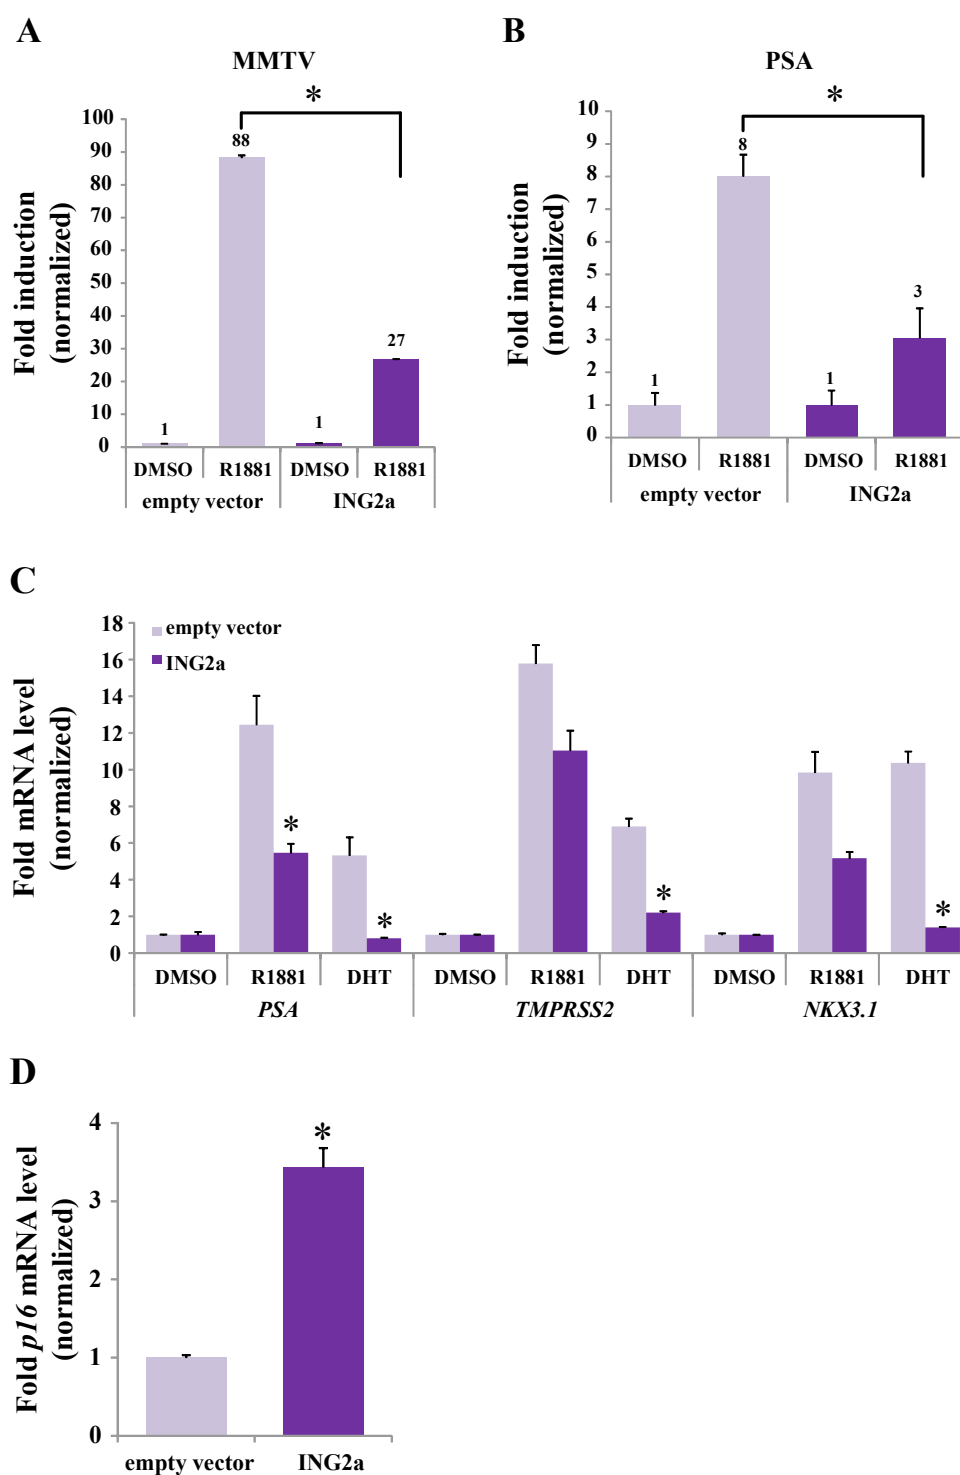 A
MMTV
*
Fold induction
(normalized)
100
90
80
70
60
50
40
30
20
10
0
1
88
1
27
DMSO R1881 DMSO R1881
empty vector ING2a
B
PSA
*
Fold induction
(normalized)
10
9
8
7
6
5
4
3
2
1
0
1
8
1
3
DMSO R1881 DMSO R1881
empty vector ING2a
C
Fold mRNA level
(normalized)
18
16
14
12
10
8
6
4
2
0
empty vector
ING2a
*
*
*
*
DMSO R1881 DHT DMSO R1881 DHT DMSO R1881 DHT
PSA TMPRSS2 NKX3.1
D
Fold p16 mRNA level
(normalized)
4
3
2
1
0
*
empty vector ING2a